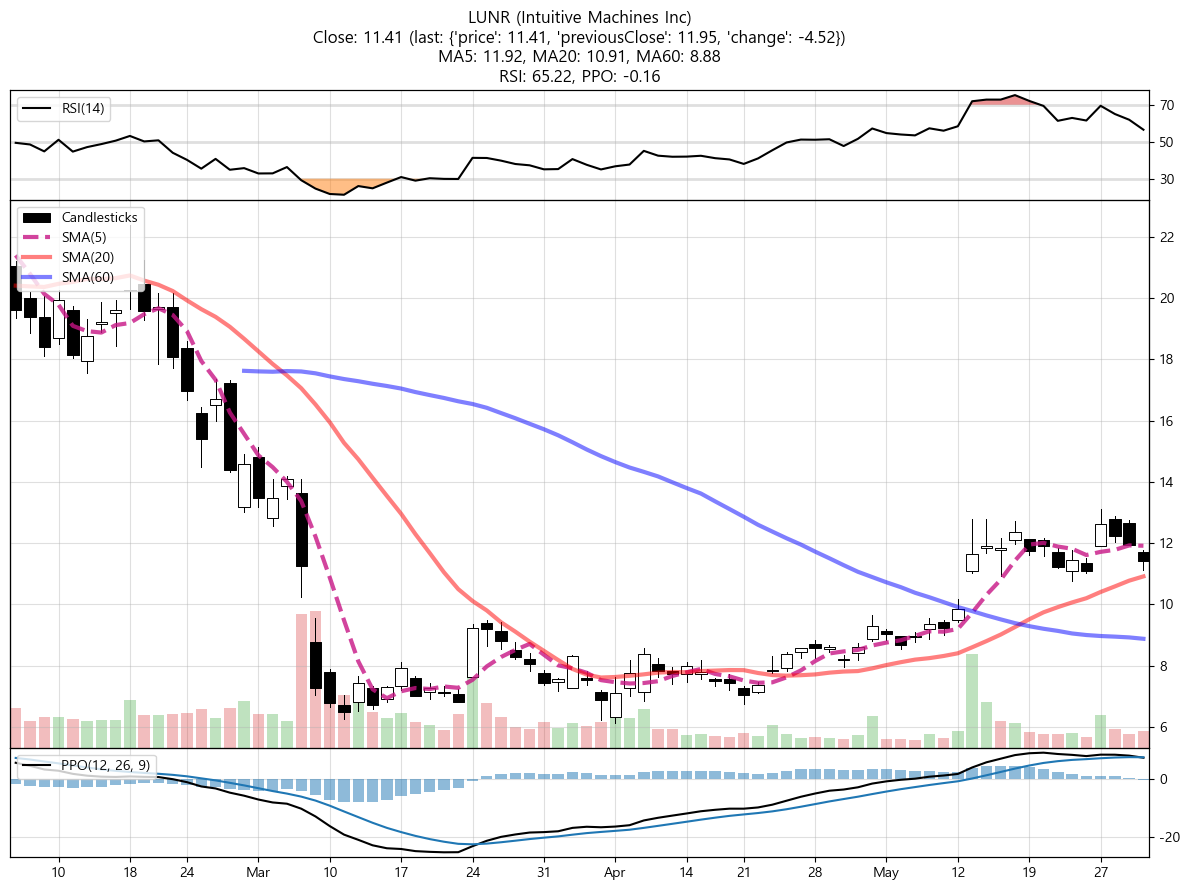 LUNR (Intuitive Machines Inc)
Close: 11.41 (last: {'price': 11.41, 'previousClose': 11.95, 'change': -4.52})
MA5: 11.92, MA20: 10.91, MA60: 8.88
RSI: 65.22, PPO: -0.16
RSI(14)
70
50
30
Candlesticks
SMA(5)
SMA(20)
SMA(60)
22
20
18
16
14
12
10
8
6
PPO(12, 26, 9)
0
-20
10 18 24 Mar 10 17 24 31 Apr 14 21 28 May 12 19 27